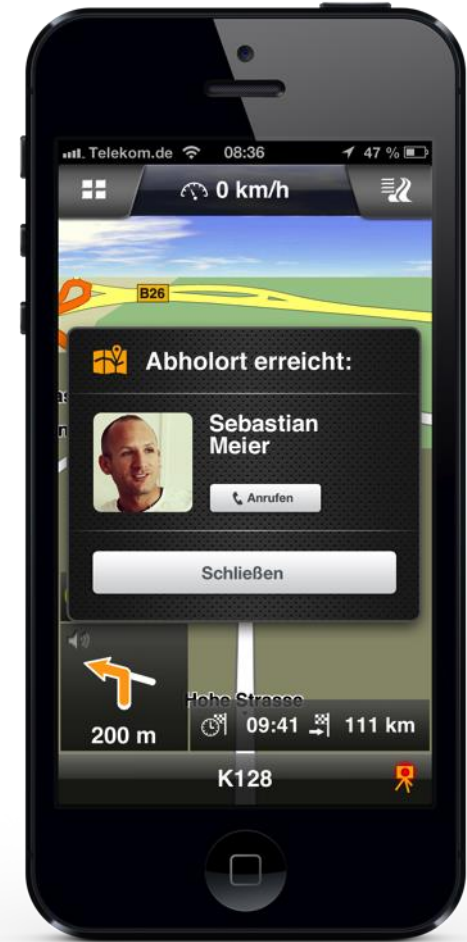 Telekom.de 08:36 47 %
0 km/h
B26
Abholort erreicht:
Sebastian
Meier
Anrufen
Schließen
Hohe Strasse
200 m
09:41 111 km
K128